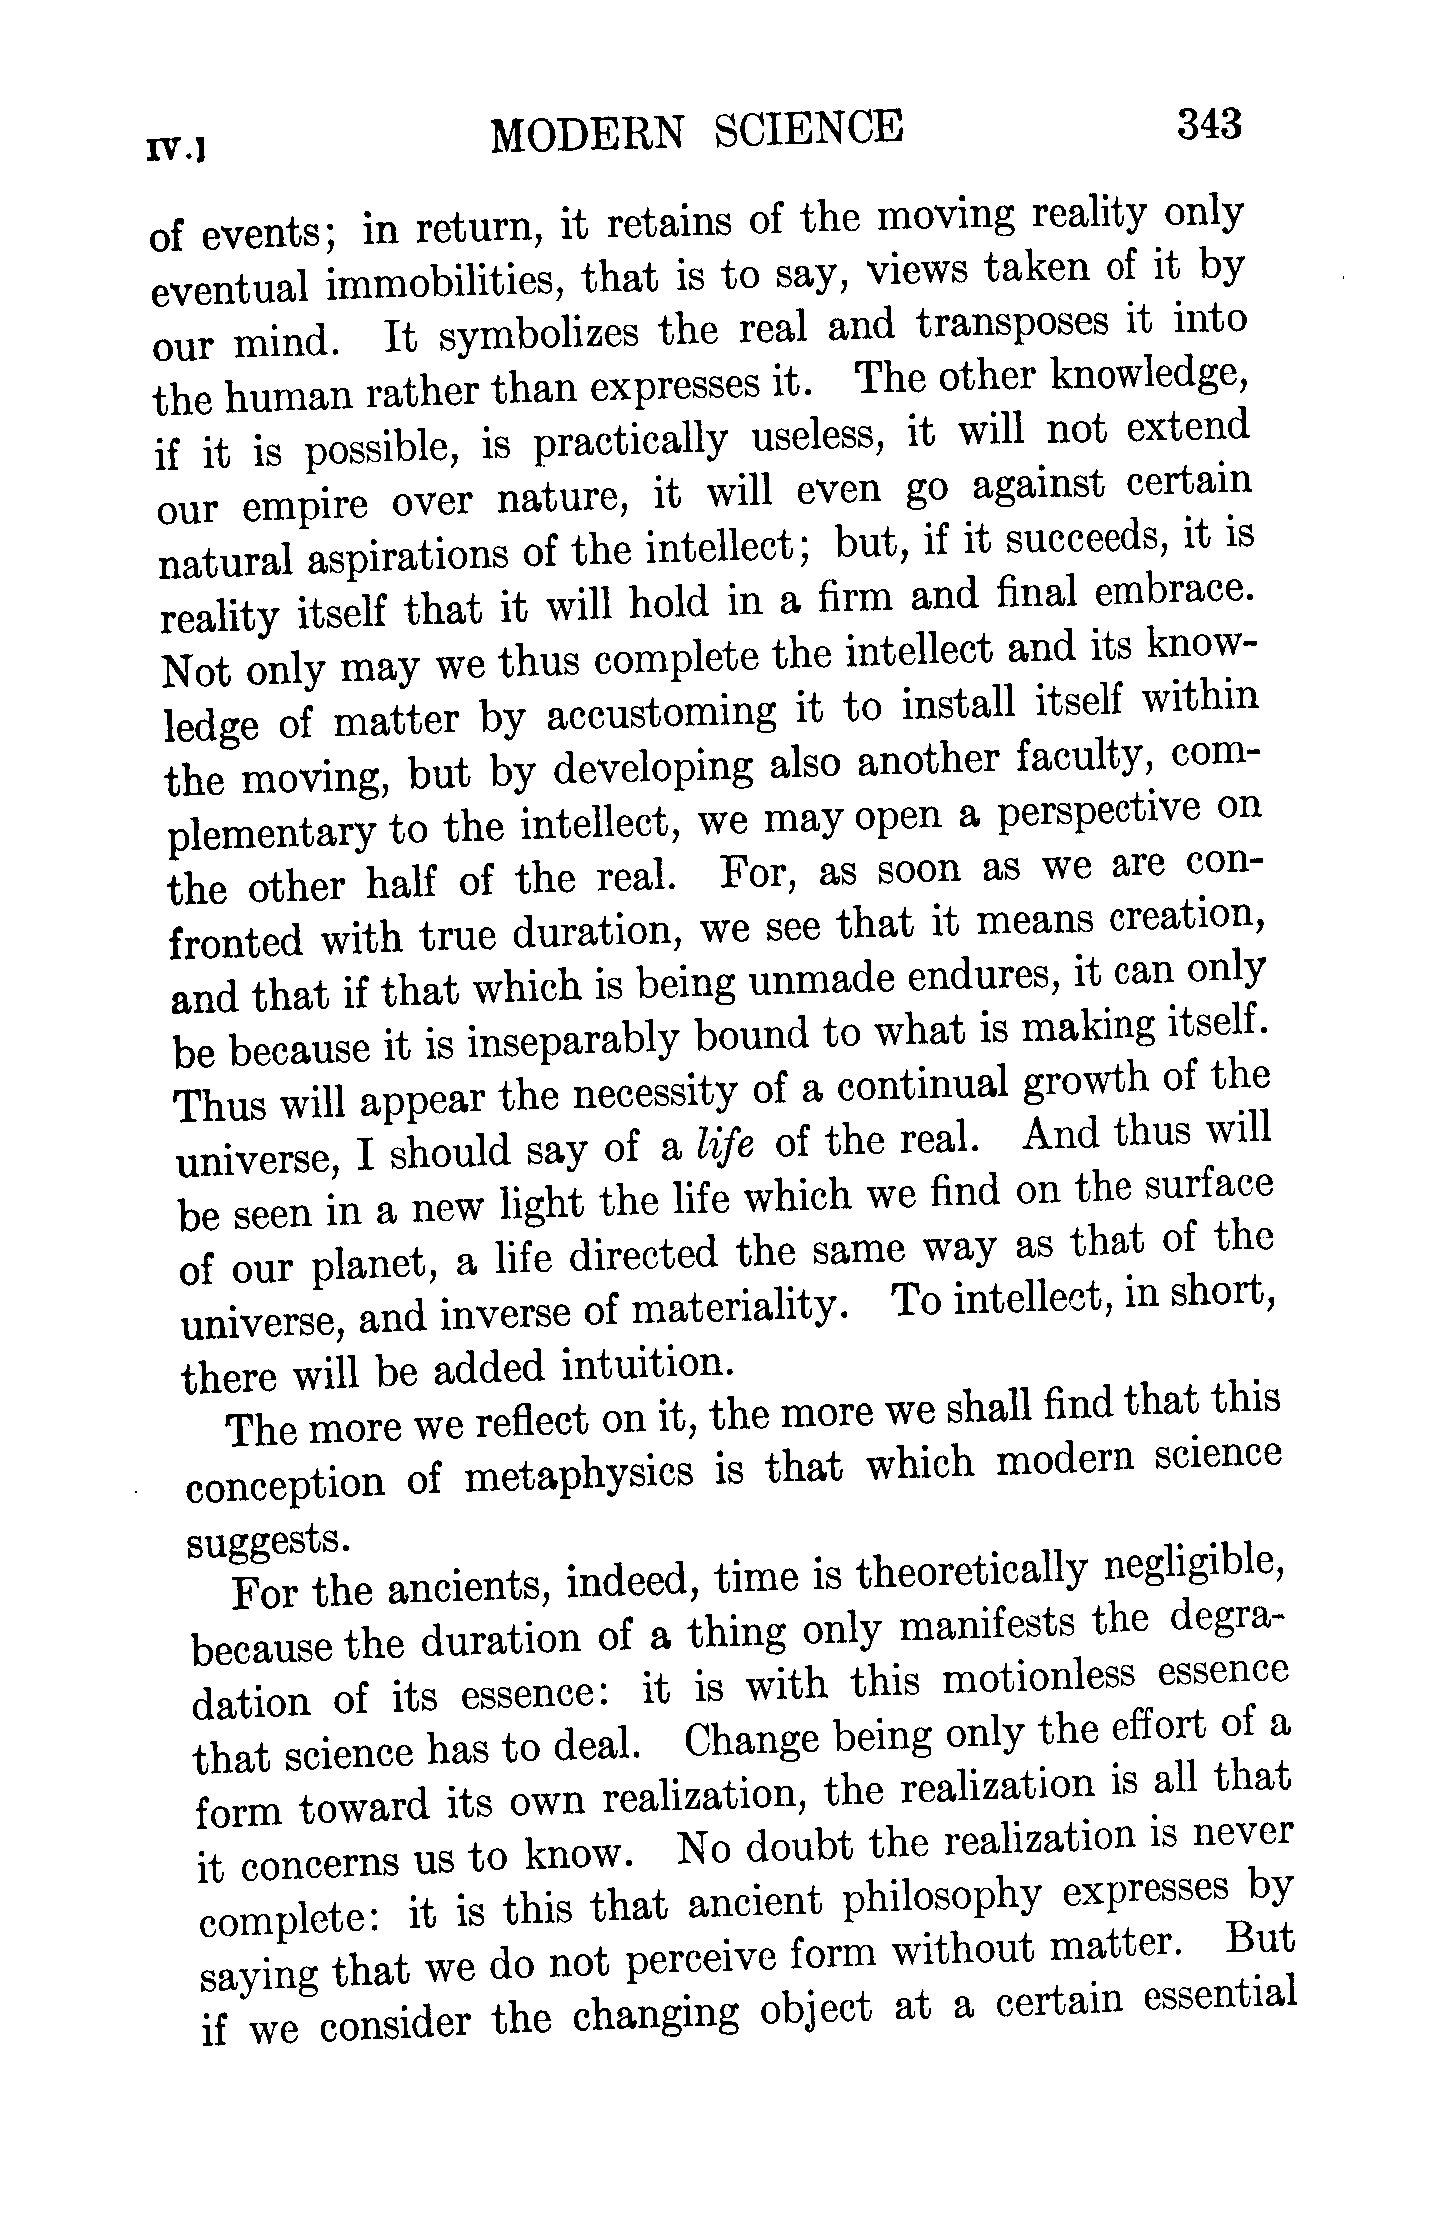 IV.] MODERN SCIENCE 343
of events; in return, it retains of the moving reality only
eventual immobilities, that is to say, views taken of it by
our mind. It symbolizes the real and transposes it into
the human rather than expresses it. The other knowledge,
if it is possible, is practically useless, it will not extend
our empire over nature, it will even go against certain
natural aspirations of the intellect; but, if it succeeds, it is
reality itself that it will hold in a firm and final embrace.
Not only may we thus complete the intellect and its know-
ledge of matter by accustoming it to install itself within
the moving, but by developing also another faculty, com-
plementary to the intellect, we may open a perspective on
the other half of the real. For, as soon as we are con-
fronted with true duration, we see that it means creation,
and that if that which is being unmade endures, it can only
be because it is inseparably bound to what is making itself.
Thus will appear the necessity of a continual growth of the
universe, I should say of a life of the real. And thus will
be seen in a new light the life which we find on the surface
of our planet, a life directed the same way as that of the
universe, and inverse of materiality. To intellect, in short,
there will be added intuition.
The more we reflect on it, the more we shall find that this
conception of metaphysics is that which modern science
suggests.
For the ancients, indeed, time is theoretically negligible,
because the duration of a thing only manifests the degra-
dation of its essence: it is with this motionless essence
that science has to deal. Change being only the effort of a
form toward its own realization, the realization is all that
it concerns us to know. No doubt the realization is never
complete: it is this that ancient philosophy expresses by
saying that we do not perceive form without matter. But
if we consider the changing object at a certain essential